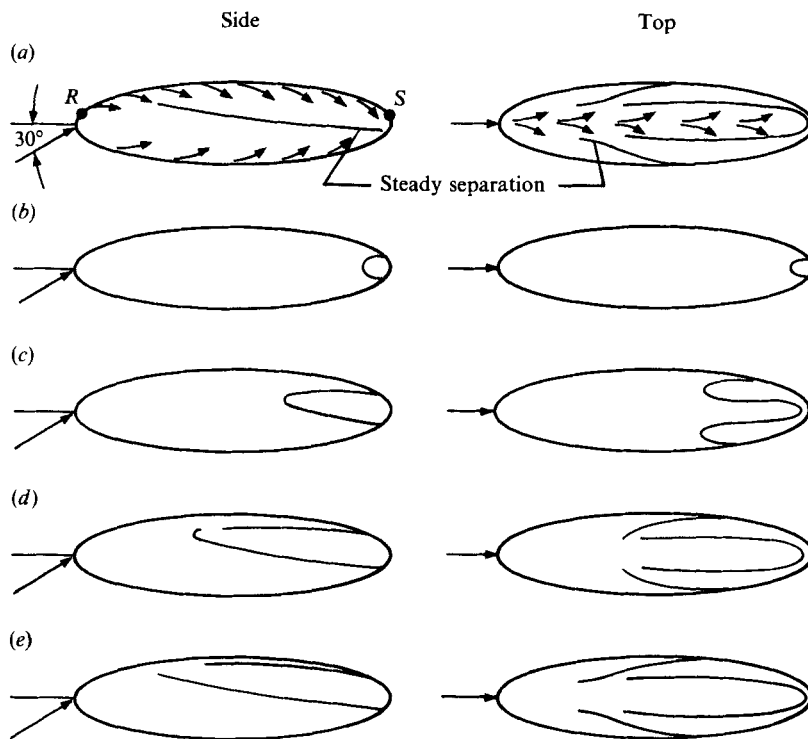 Side Top
(a)
R S
30°
Steady separation
(b)
(c)
(d)
(e)